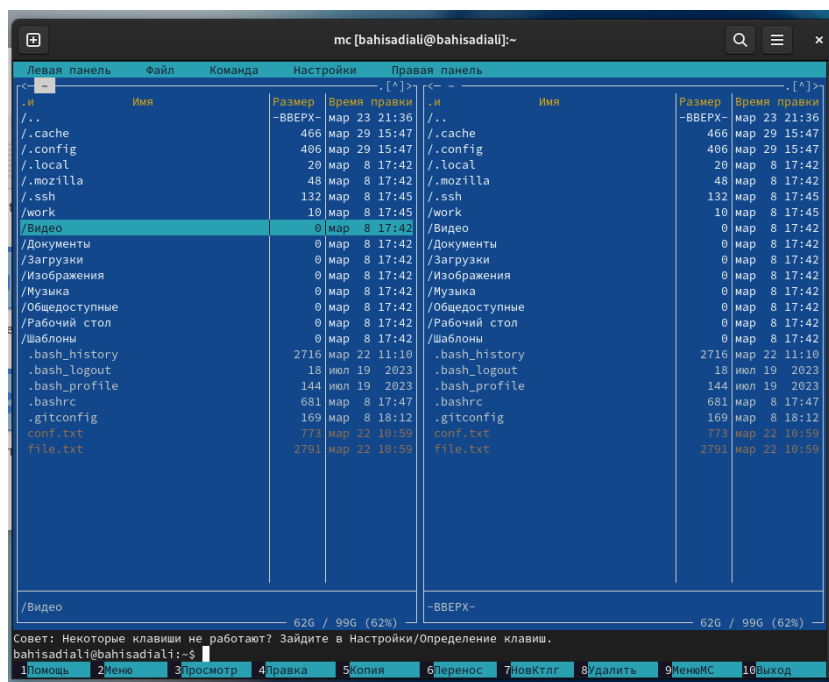 mc [bahisadiali@bahisadiali]:~
Левая панель Файл Команда Настройки Правая панель
<— ~ .[^]> <— ~ .[^]>
.и Имя Размер Время правки .и Имя Размер Время правки
/.. -ВВЕРХ- мар 23 21:36 /.. -ВВЕРХ- мар 23 21:36
/.cache 466 мар 29 15:47 /.cache 466 мар 29 15:47
/.config 406 мар 29 15:47 /.config 406 мар 29 15:47
/.local 20 мар 8 17:42 /.local 20 мар 8 17:42
/.mozilla 48 мар 8 17:42 /.mozilla 48 мар 8 17:42
/.ssh 132 мар 8 17:45 /.ssh 132 мар 8 17:45
/work 10 мар 8 17:45 /work 10 мар 8 17:45
/Видео 0 мар 8 17:42 /Видео 0 мар 8 17:42
/Документы 0 мар 8 17:42 /Документы 0 мар 8 17:42
/Загрузки 0 мар 8 17:42 /Загрузки 0 мар 8 17:42
/Изображения 0 мар 8 17:42 /Изображения 0 мар 8 17:42
/Музыка 0 мар 8 17:42 /Музыка 0 мар 8 17:42
/Общедоступные 0 мар 8 17:42 /Общедоступные 0 мар 8 17:42
/Рабочий стол 0 мар 8 17:42 /Рабочий стол 0 мар 8 17:42
/Шаблоны 0 мар 8 17:42 /Шаблоны 0 мар 8 17:42
.bash_history 2716 мар 22 11:10 .bash_history 2716 мар 22 11:10
.bash_logout 18 июл 19 2023 .bash_logout 18 июл 19 2023
.bash_profile 144 июл 19 2023 .bash_profile 144 июл 19 2023
.bashrc 681 мар 8 17:47 .bashrc 681 мар 8 17:47
.gitconfig 169 мар 8 18:12 .gitconfig 169 мар 8 18:12
conf.txt 773 мар 22 10:59 conf.txt 773 мар 22 10:59
file.txt 2791 мар 22 10:59 file.txt 2791 мар 22 10:59
/Видео -ВВЕРХ-
62G / 99G (62%) 62G / 99G (62%)
Совет: Некоторые клавиши не работают? Зайдите в Настройки/Определение клавиш.
bahisadiali@bahisadiali:~$
1Помощь 2Меню 3Просмотр 4Правка 5Копия 6Перенос 7НовКтлг 8Удалить 9МенюMC 10Выход